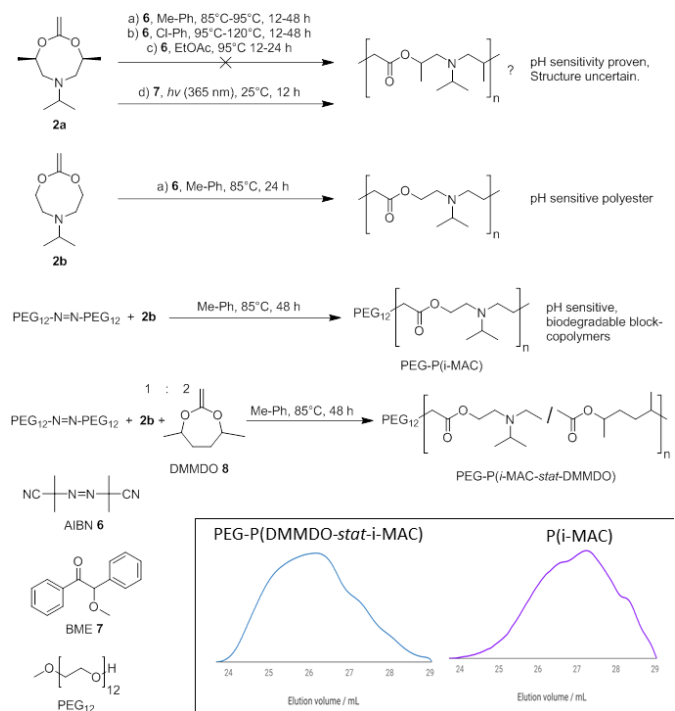 a) 6, Me-Ph, 85°C-95°C, 12-48 h
b) 6, Cl-Ph, 95°C-120°C, 12-48 h
c) 6, EtOAc, 95°C 12-24 h
d) 7, hv (365 nm), 25°C, 12 h
O
O
N
2a
O
O
N
n
?
pH sensitivity proven,
Structure uncertain.
O
O
N
2b
a) 6, Me-Ph, 85°C, 24 h
O
O
N
n
pH sensitive polyester
PEG12-N=N-PEG12 + 2b
Me-Ph, 85°C, 48 h
PEG12
O
O
N
n
PEG-P(i-MAC)
pH sensitive,
biodegradable block-
copolymers
1 : 2
PEG12-N=N-PEG12 + 2b +
O
O
DMMDO 8
Me-Ph, 85°C, 48 h
PEG12
O
O
N
/
O
O
n
PEG-P(i-MAC-stat-DMMDO)
NC
N=N
CN
AIBN 6
O
O
BME 7
O
O
H
12
PEG12
PEG-P(DMMDO-stat-i-MAC)
24 25 26 27 28 29
Elution volume / mL
P(i-MAC)
24 25 26 27 28 29
Elution volume / mL